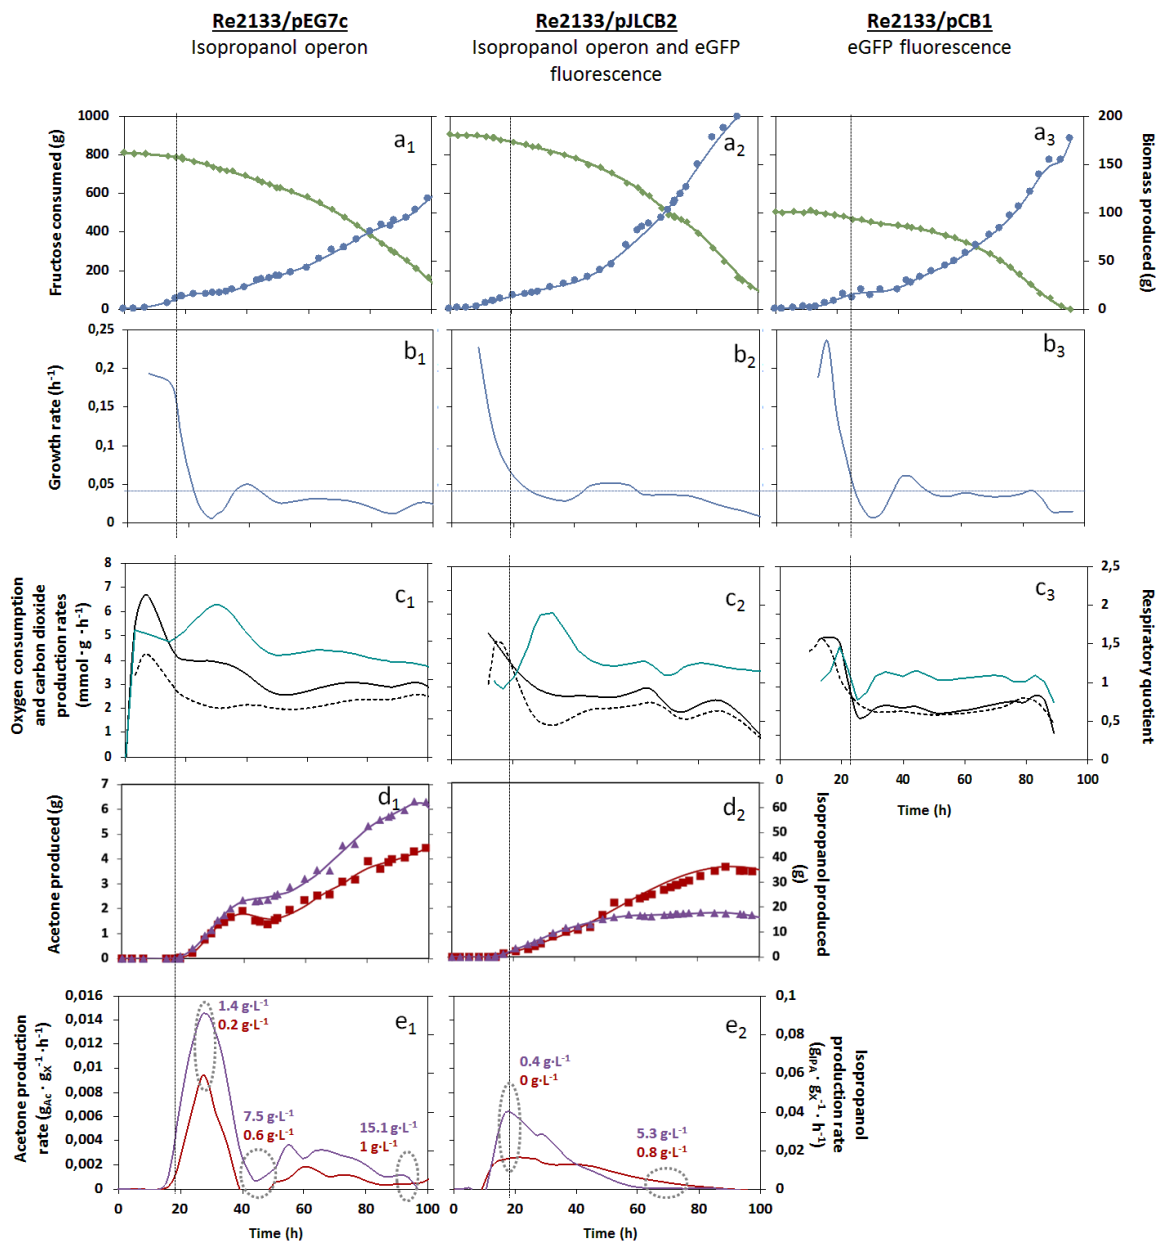 Re2133/pEG7c
Isopropanol operon
Re2133/pJLCB2
Isopropanol operon and eGFP
fluorescence
Re2133/pCB1
eGFP fluorescence
Fructose consumed (g)
1000
800
600
400
200
0
a1
a2
a3
200
150
100
50
0
Biomass produced (g)
Growth rate (h-1)
0,25
0,2
0,15
0,1
0,05
0
b1
b2
b3
Oxygen consumption
and carbon dioxide
production rates
(mmol · g · h-1)
8
7
6
5
4
3
2
1
0
c1
c2
c3
2,5
2
1,5
1
0,5
0
Respiratory quotient
0 20 40 60 80 100
Time (h)
Acetone produced (g)
7
6
5
4
3
2
1
0
d1
d2
60
50
40
30
20
10
0
Isopropanol produced
(g)
Acetone production
rate (gAc · gX-1 · h-1)
0,016
0,014
0,012
0,01
0,008
0,006
0,004
0,002
0
1.4 g·L-1
0.2 g·L-1
7.5 g·L-1
0.6 g·L-1
15.1 g·L-1
1 g·L-1
e1
0.4 g·L-1
0 g·L-1
5.3 g·L-1
0.8 g·L-1
e2
0,1
0,08
0,06
0,04
0,02
0
Isopropanol
production rate
(gIPA · gX-1 · h-1)
0 20 40 60 80 100
Time (h)
0 20 40 60 80 100
Time (h)